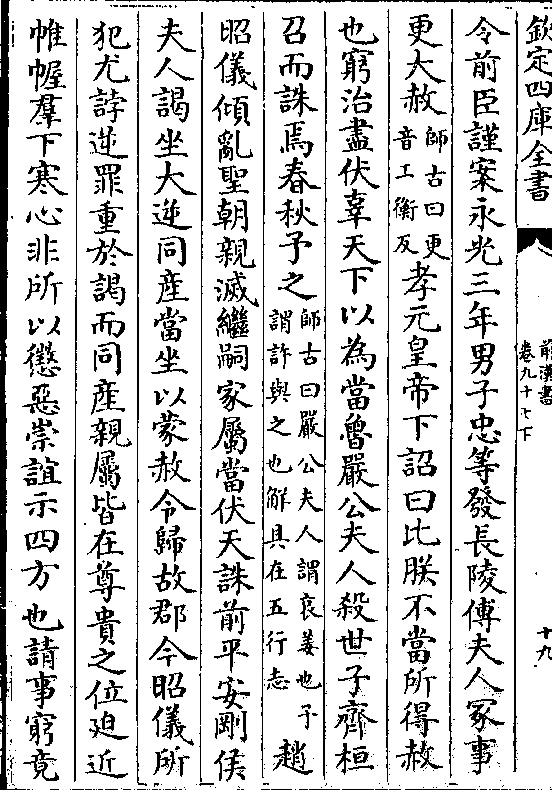 欽定四庫全書
前漢書
卷九十七下
十九
令前臣謹案永光三年男子忠等發長陵傅夫人冢事
更大赦師古曰更音工衡反孝元皇帝下詔曰比朕不當所得赦
也窮治盡伏辜天下以為當魯嚴公夫人殺世子齊桓
召而誅焉春秋予之師古曰嚴公夫人謂哀姜也予謂許與之也解具在五行志趙
昭儀傾亂聖朝親滅繼嗣家屬當伏天誅前平安剛侯
夫人謁坐大逆同産當坐以蒙赦令歸故郡今昭儀所
犯尤誖逆罪重於謁而同産親屬皆在尊貴之位迫近
帷幄羣下寒心非所以懲惡崇誼示四方也請事窮竟